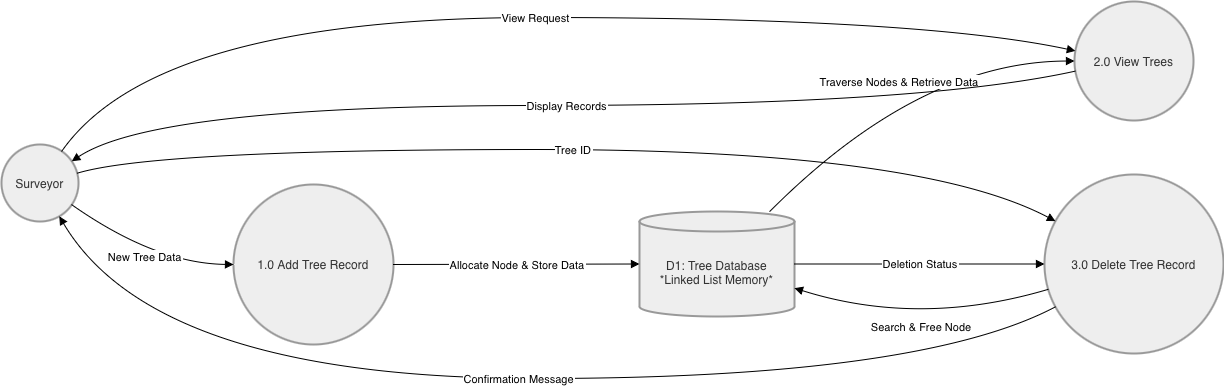 View Request
2.0 View Trees
Traverse Nodes & Retrieve Data
Display Records
Tree ID
Surveyor
New Tree Data
1.0 Add Tree Record
Allocate Node & Store Data
D1: Tree Database
*Linked List Memory*
Deletion Status
3.0 Delete Tree Record
Search & Free Node
Confirmation Message